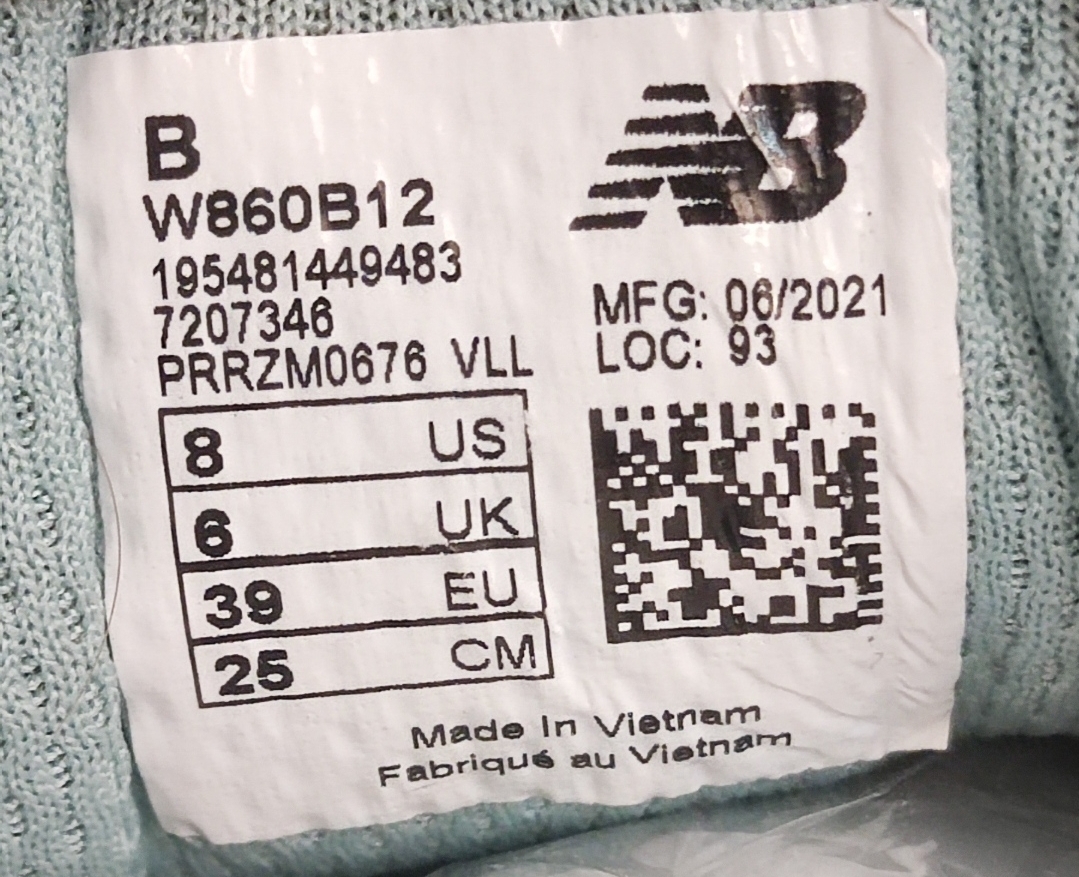 B
W860B12
195481449483
7207346
PRRZM0676 VLL
NB
MFG: 06/2021
LOC: 93
8 US
6 UK
39 EU
25 CM
Made In Vietnam
Fabriqué au Vietnam